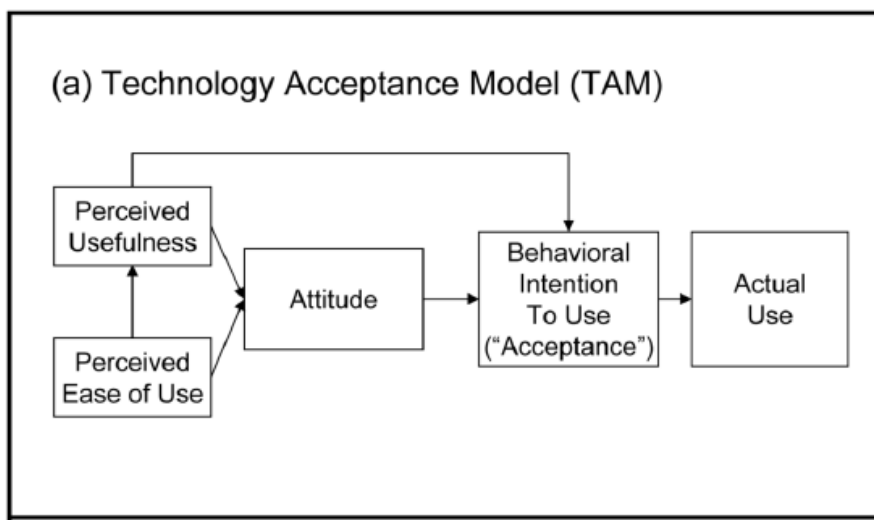 (a) Technology Acceptance Model (TAM)
Perceived
Usefulness
Perceived
Ease of Use
Attitude
Behavioral
Intention
To Use
(“Acceptance”)
Actual
Use